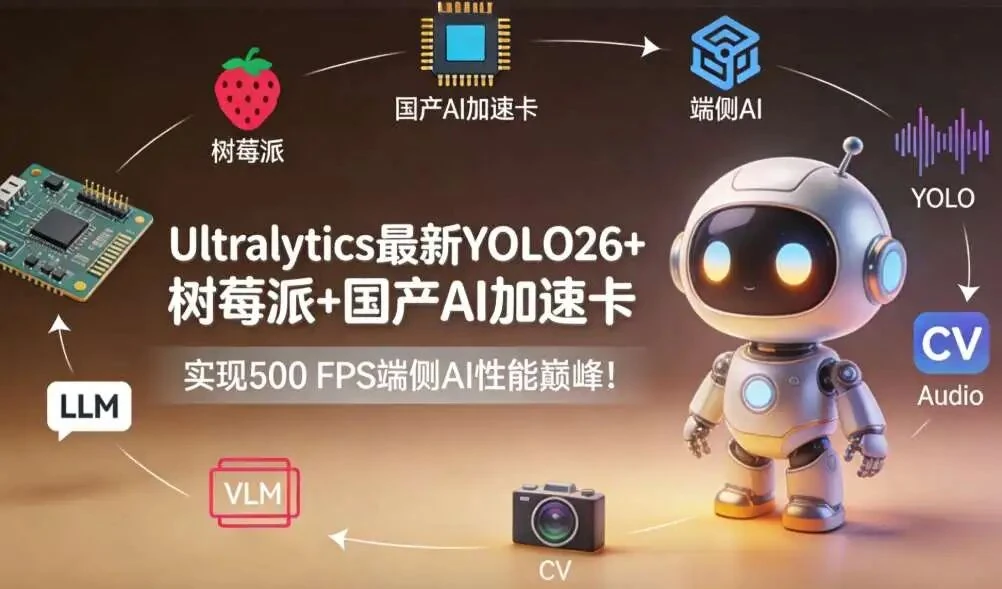 国产AI加速卡
端侧AI
树莓派
YOLO
Ultralytics最新YOLO26+
树莓派+国产AI加速卡
实现500 FPS端侧AI性能巅峰!
CV
Audio
LLM
VLM
CV